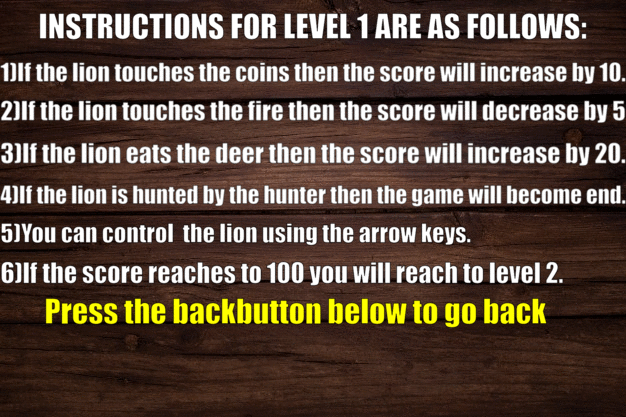 INSTRUCTIONS FOR LEVEL 1 ARE AS FOLLOWS:
1)If the lion touches the coins then the score will increase by 10.
2)If the lion touches the fire then the score will decrease by 5
3)If the lion eats the deer then the score will increase by 20.
4)If the lion is hunted by the hunter then the game will become end.
5)You can control  the lion using the arrow keys.
6)If the score reaches to 100 you will reach to level 2.
Press the backbutton below to go back